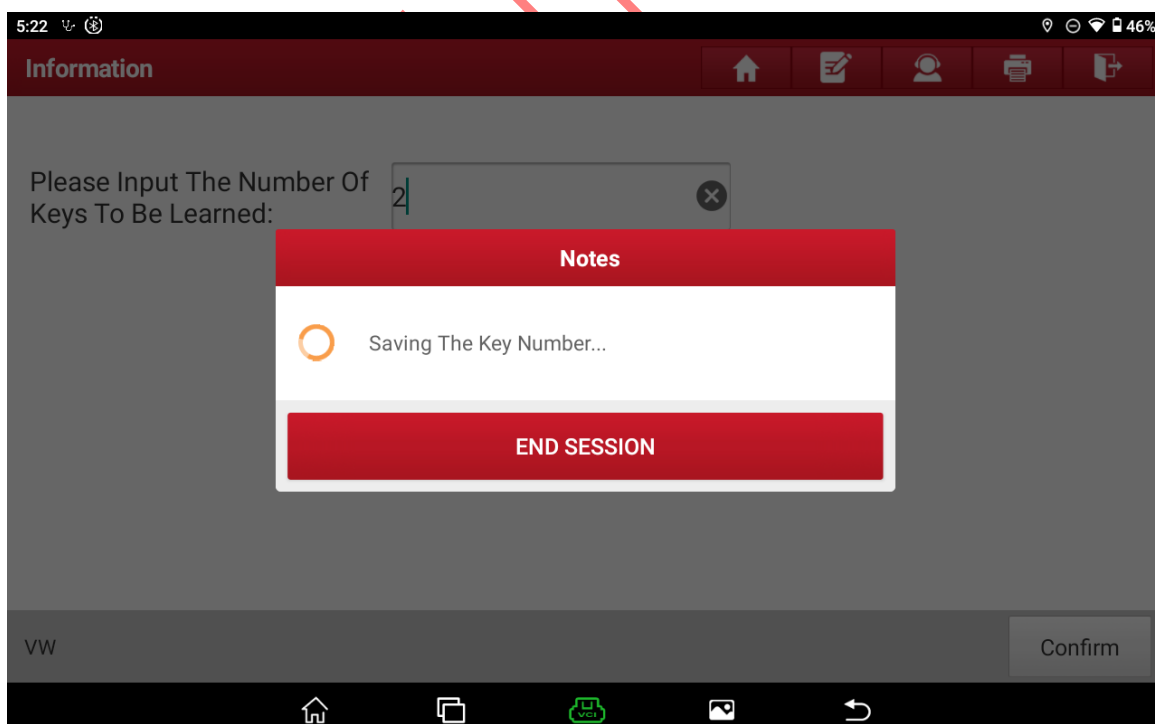 5:22
46%
Information
Please Input The Number Of
Keys To Be Learned:
2
Notes
Saving The Key Number...
END SESSION
VW
Confirm
VCI